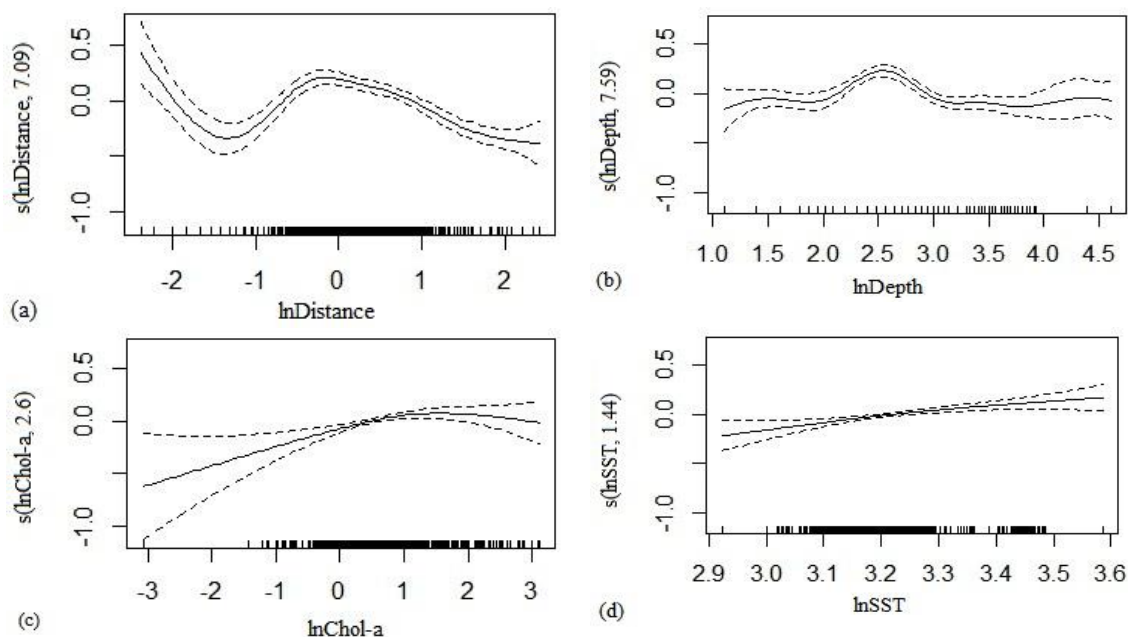 s(lnDistance, 7.09)
0.5
0.0
-1.0
-2 -1 0 1 2
lnDistance
(a)
s(lnDepth, 7.59)
0.5
0.0
-1.0
1.0 1.5 2.0 2.5 3.0 3.5 4.0 4.5
lnDepth
(b)
s(lnChol-a, 2.6)
0.5
0.0
-1.0
-3 -2 -1 0 1 2 3
lnChol-a
(c)
s(lnSST, 1.44)
0.5
0.0
-1.0
2.9 3.0 3.1 3.2 3.3 3.4 3.5 3.6
lnSST
(d)